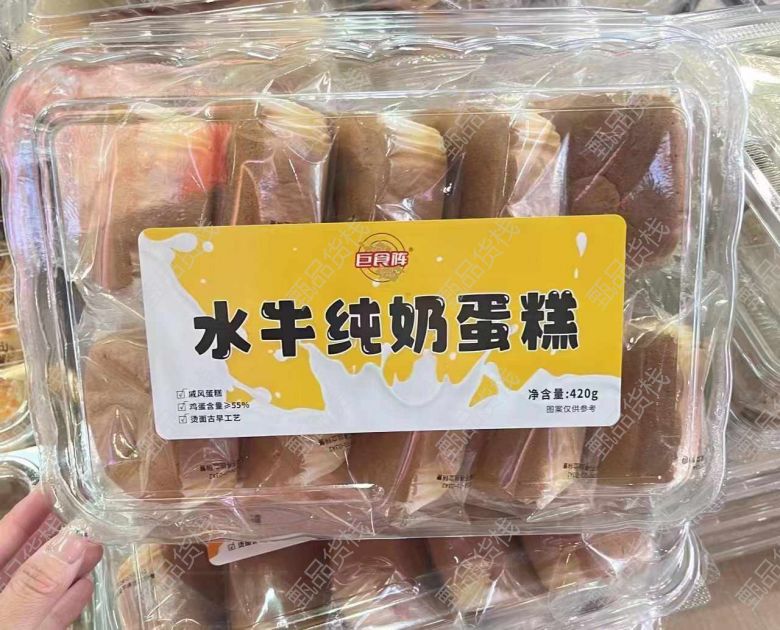 巨食晖®
水牛纯奶蛋糕
☑ 戚风蛋糕
☑ 鸡蛋含量≥55%
☑ 烫面古早工艺
净含量:420g
图案仅供参考
甄品货栈